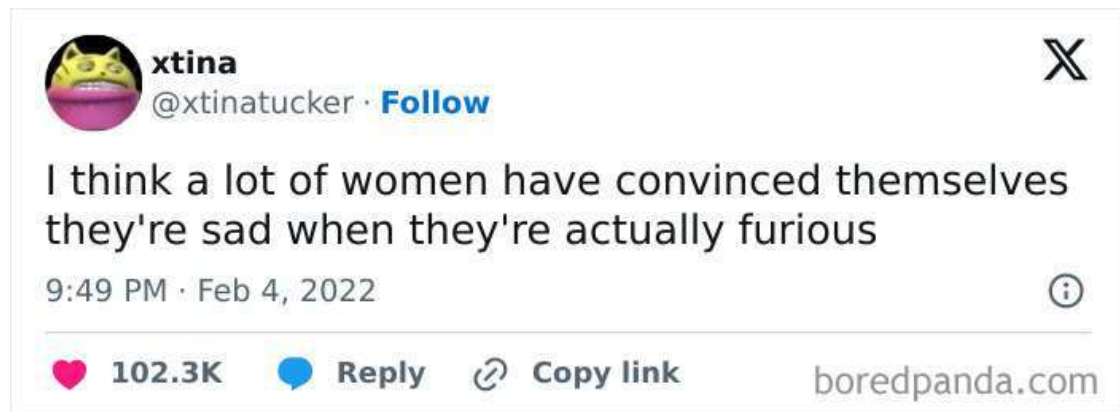 xtina
@xtinatucker · Follow
I think a lot of women have convinced themselves
they're sad when they're actually furious
9:49 PM · Feb 4, 2022
102.3K Reply Copy link
boredpanda.com